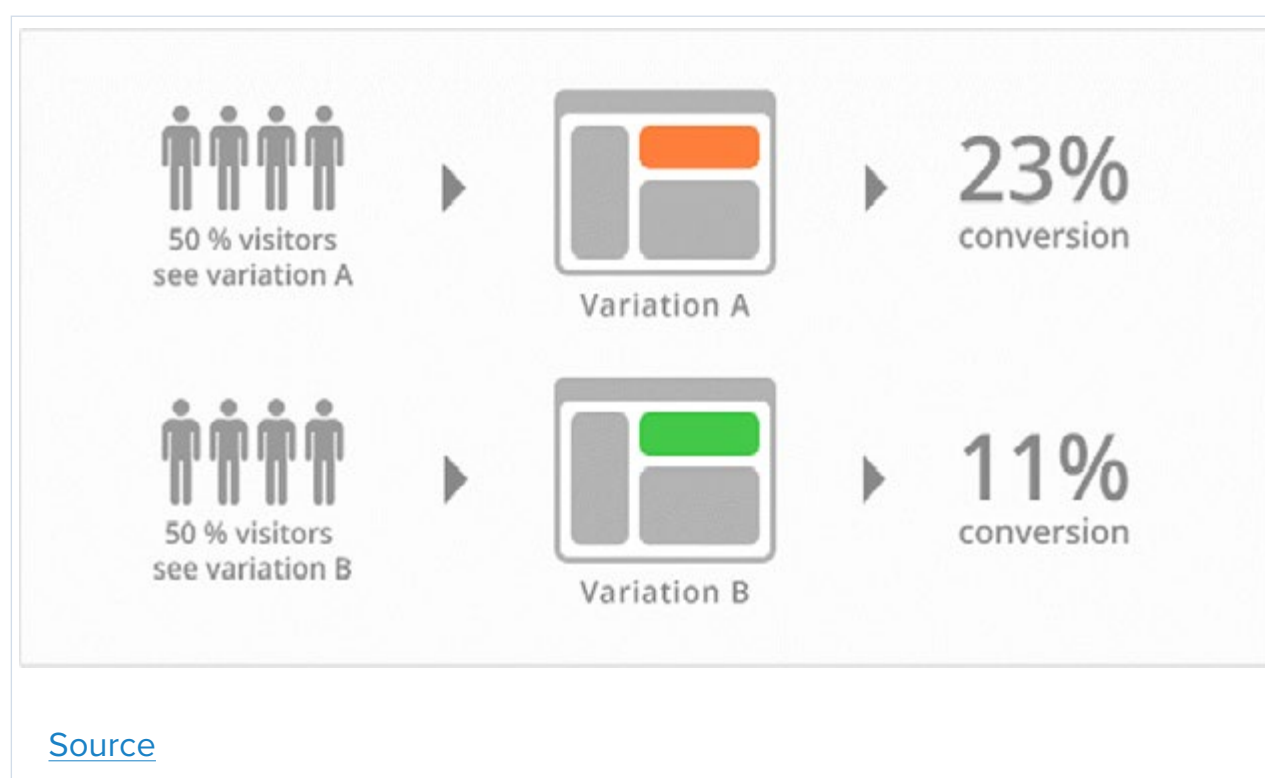 50 % visitors
see variation A
Variation A
23%
conversion
50 % visitors
see variation B
Variation B
11%
conversion
Source